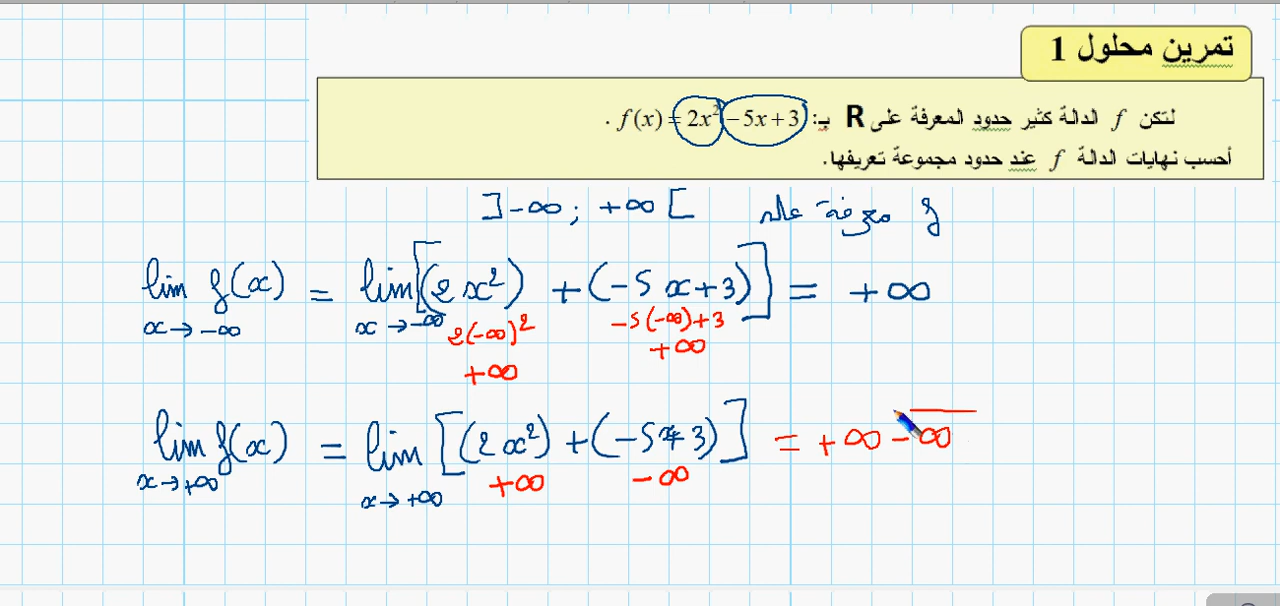 تمرين محلول 1
لتكن f الدالة كثير حدود المعرفة على R بـ: f(x) = 2x² − 5x + 3 .
أحسب نهايات الدالة f عند حدود مجموعة تعريفها.
f معرفة على ]−∞ ; +∞[
lim f(x) = lim [(2x²) + (−5x+3)] = +∞
x → −∞ x → −∞ 2(−∞)² −5(−∞)+3
+∞ +∞
lim f(x) = lim [(2x²) + (−5x+3)] = +∞ − ∞
x → +∞ x → +∞ +∞ −∞